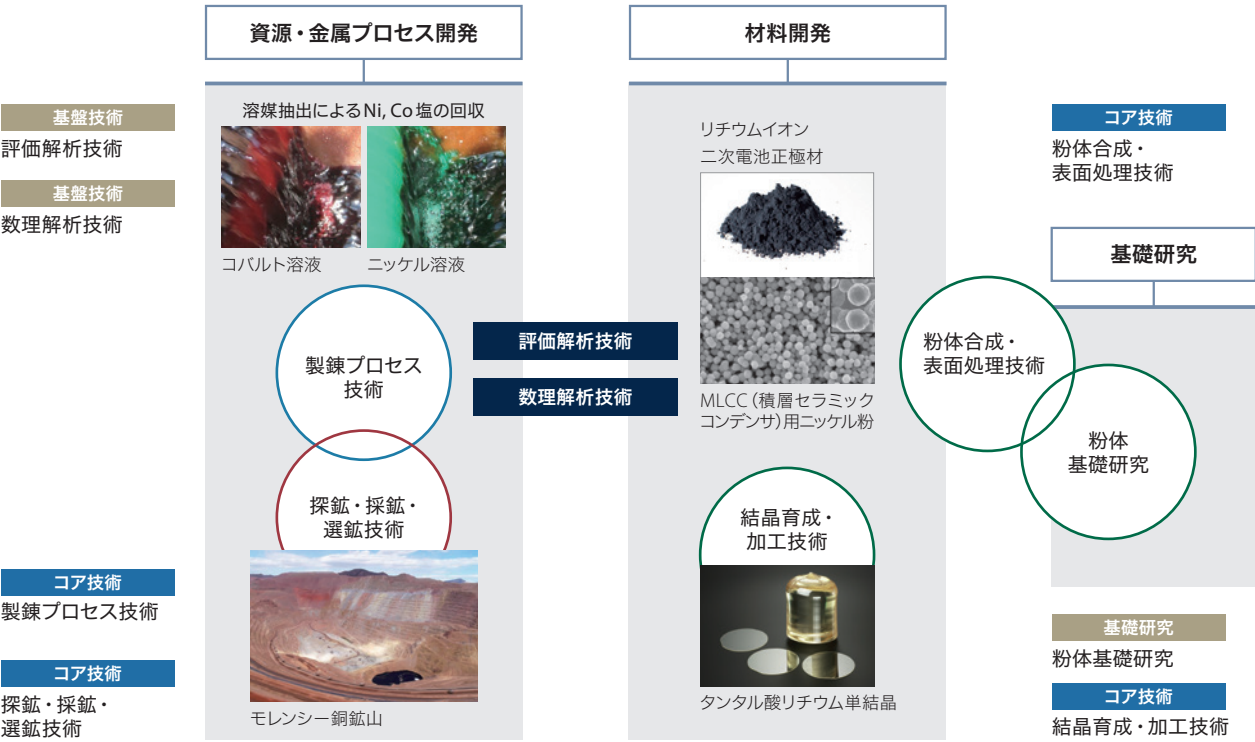 資源・金属プロセス開発
材料開発
基盤技術
評価解析技術
基盤技術
数理解析技術
溶媒抽出によるNi, Co塩の回収
コバルト溶液
ニッケル溶液
製錬プロセス
技術
探鉱・採鉱・
選鉱技術
モレンシー銅鉱山
コア技術
製錬プロセス技術
コア技術
探鉱・採鉱・
選鉱技術
評価解析技術
数理解析技術
リチウムイオン
二次電池正極材
MLCC（積層セラミック
コンデンサ）用ニッケル粉
結晶育成・
加工技術
タンタル酸リチウム単結晶
コア技術
粉体合成・
表面処理技術
基礎研究
粉体合成・
表面処理技術
粉体
基礎研究
基礎研究
粉体基礎研究
コア技術
結晶育成・加工技術